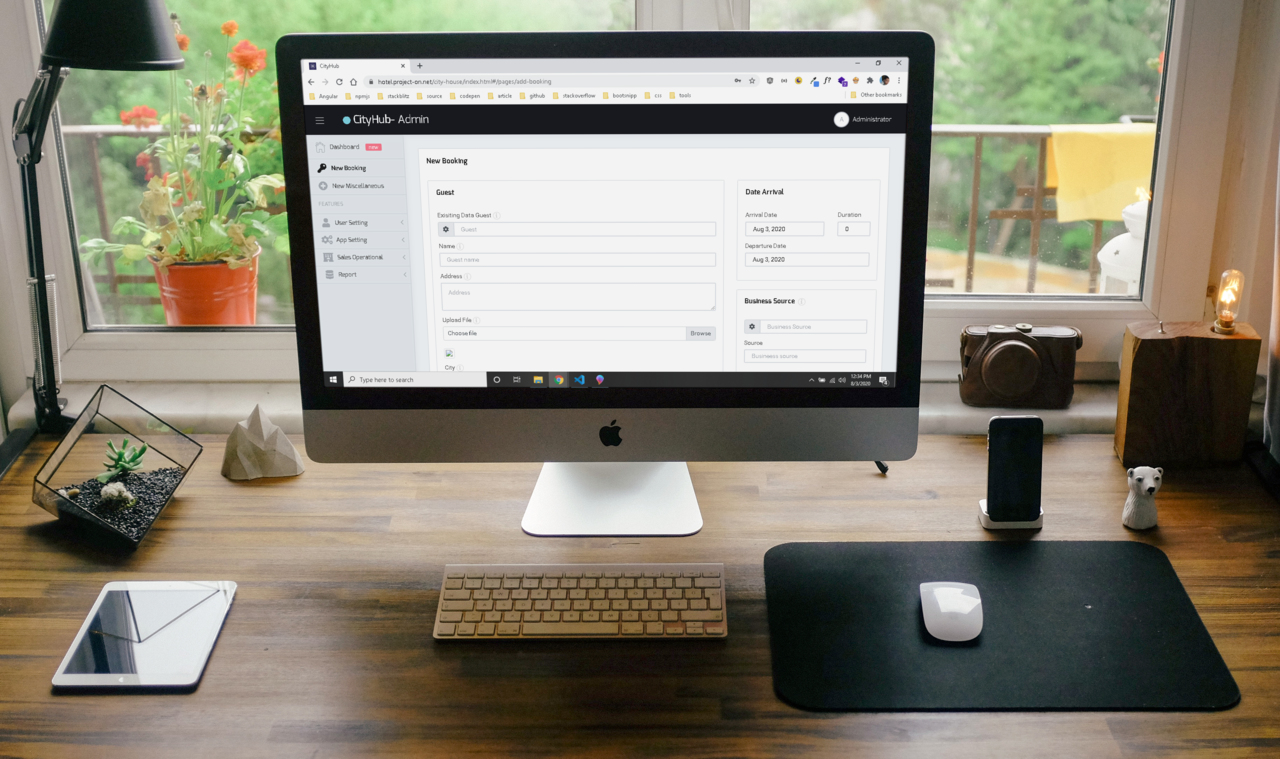 CityHub
hotel.project-on.net/city-house/index.html#/pages/add-booking
Angular npmjs stackblitz source codepen article github stackoverflow bootsnipp css tools Other bookmarks
CityHub- Admin
A Administrator
Dashboard new
New Booking
New Miscellaneous
FEATURES
User Setting
App Setting
Sales Operational
Report
New Booking
Guest
Exisiting Data Guest
Guest
Name
Guest name
Address
Address
Upload File
Choose file Browse
City
Date Arrival
Arrival Date Duration
Aug 3, 2020 0
Departure Date
Aug 3, 2020
Business Source
Business Source
Source
Businness source
Type here to search
12:34 PM
8/3/2020